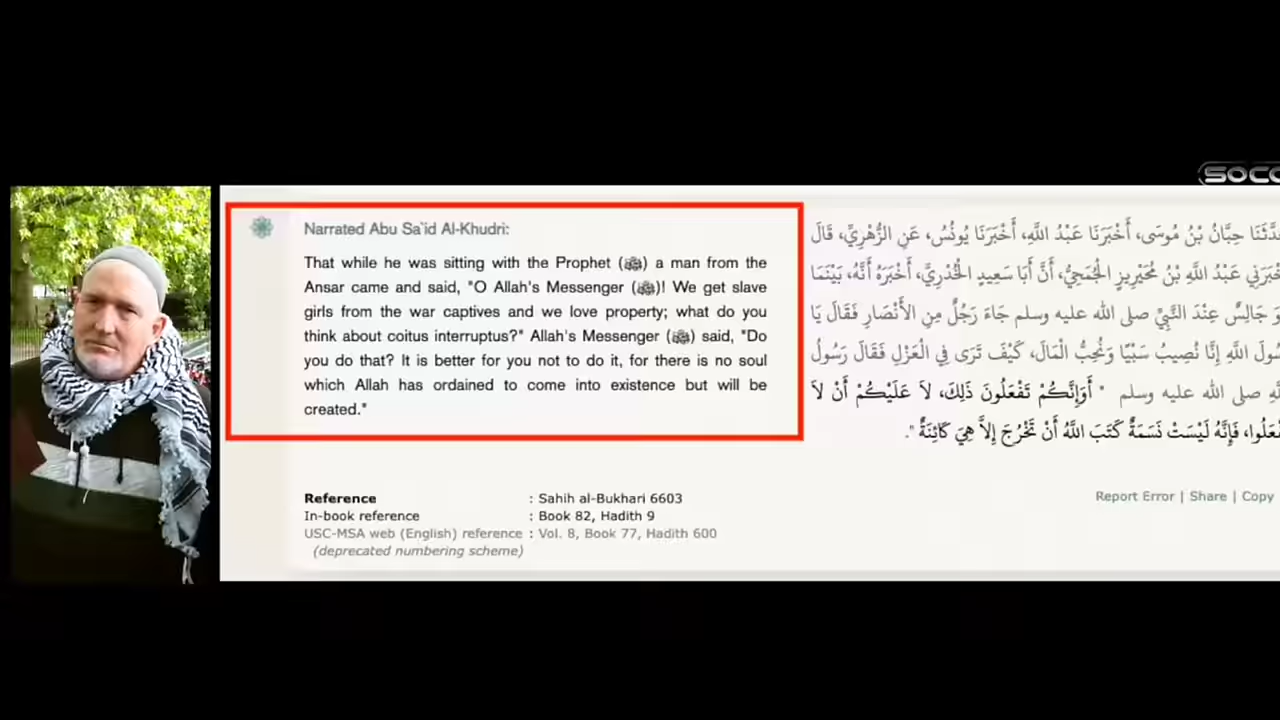 SOCO
Narrated Abu Sa'id Al-Khudri:
That while he was sitting with the Prophet (ﷺ) a man from the
Ansar came and said, "O Allah's Messenger (ﷺ)! We get slave
girls from the war captives and we love property; what do you
think about coitus interruptus?" Allah's Messenger (ﷺ) said, "Do
you do that? It is better for you not to do it, for there is no soul
which Allah has ordained to come into existence but will be
created."
حِبَّانُ بْنُ مُوسَى، أَخْبَرَنَا عَبْدُ اللَّهِ، أَخْبَرَنَا يُونُسُ، عَنِ الزُّهْرِيِّ، قَالَ
عَبْدُ اللَّهِ بْنُ مُحَيْرِيزٍ الْجُمَحِيُّ، أَنَّ أَبَا سَعِيدٍ الْخُدْرِيَّ، أَخْبَرَهُ أَنَّهُ، بَيْنَمَا
جَالِسٌ عِنْدَ النَّبِيِّ صلى الله عليه وسلم جَاءَ رَجُلٌ مِنَ الأَنْصَارِ فَقَالَ يَا
اللَّهِ إِنَّا نُصِيبُ سَبْيًا وَنُحِبُّ الْمَالَ، كَيْفَ تَرَى فِي الْعَزْلِ فَقَالَ رَسُولُ
صلى الله عليه وسلم " أَوَإِنَّكُمْ تَفْعَلُونَ ذَلِكَ، لاَ عَلَيْكُمْ أَنْ لاَ
فَإِنَّهُ لَيْسَتْ نَسَمَةٌ كَتَبَ اللَّهُ أَنْ تَخْرُجَ إِلاَّ هِيَ كَائِنَةٌ ".
Reference : Sahih al-Bukhari 6603
In-book reference : Book 82, Hadith 9
USC-MSA web (English) reference : Vol. 8, Book 77, Hadith 600
(deprecated numbering scheme)
Report Error | Share | Copy